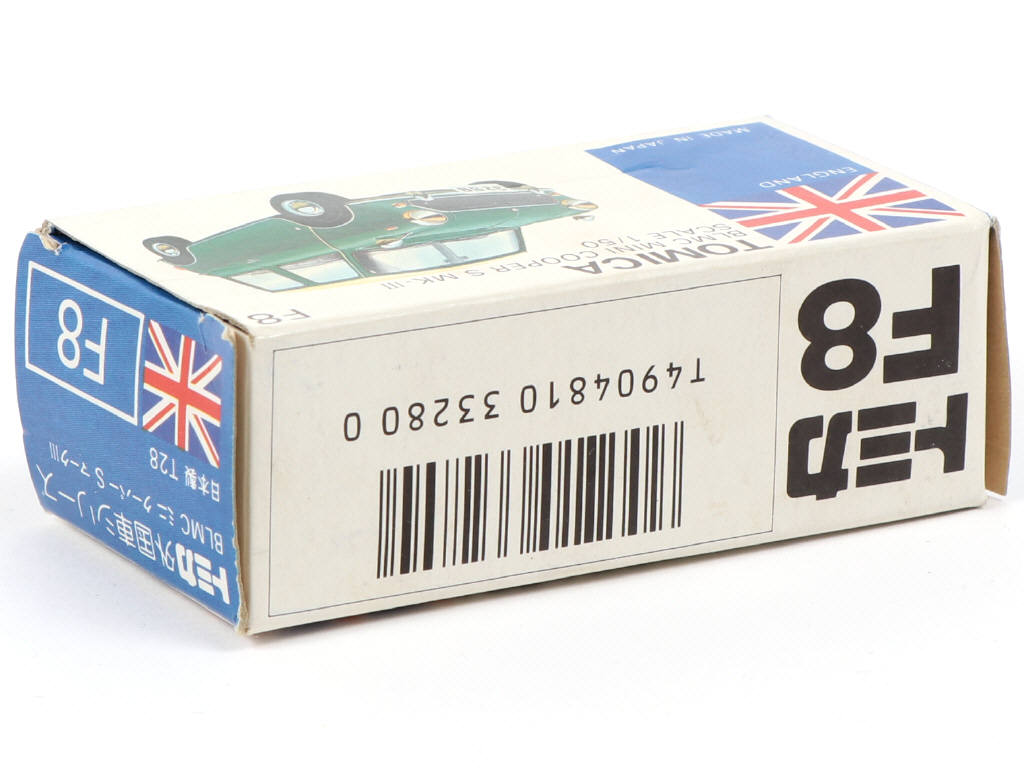 MADE IN JAPAN
ENGLAND
TOMICA
BLMC MINI-COOPER S MK-III
SCALE 1/50
F8
トミカ
F8
T4904810 33280 0
トミカ外国車シリーズ
BLMC ミニ クーパー S マークIII
日本製 T28
F8